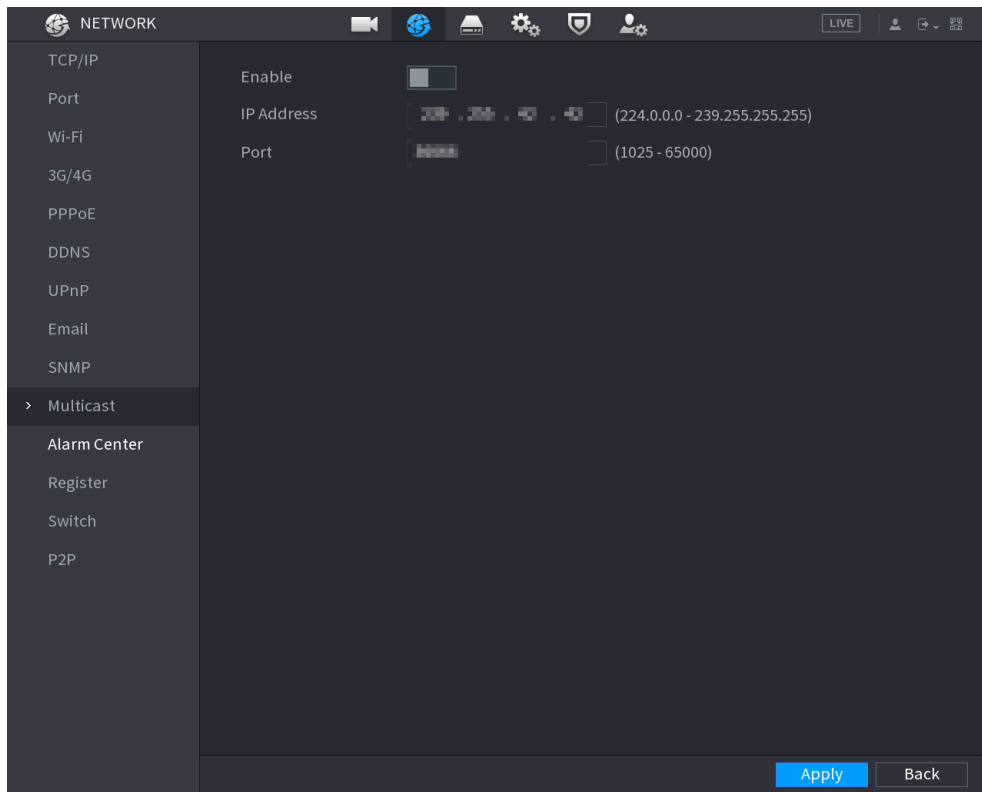 NETWORK
LIVE
TCP/IP
Port
Wi-Fi
3G/4G
PPPoE
DDNS
UPnP
Email
SNMP
Multicast
Alarm Center
Register
Switch
P2P
Enable
IP Address (224.0.0.0 - 239.255.255.255)
Port (1025 - 65000)
Apply Back